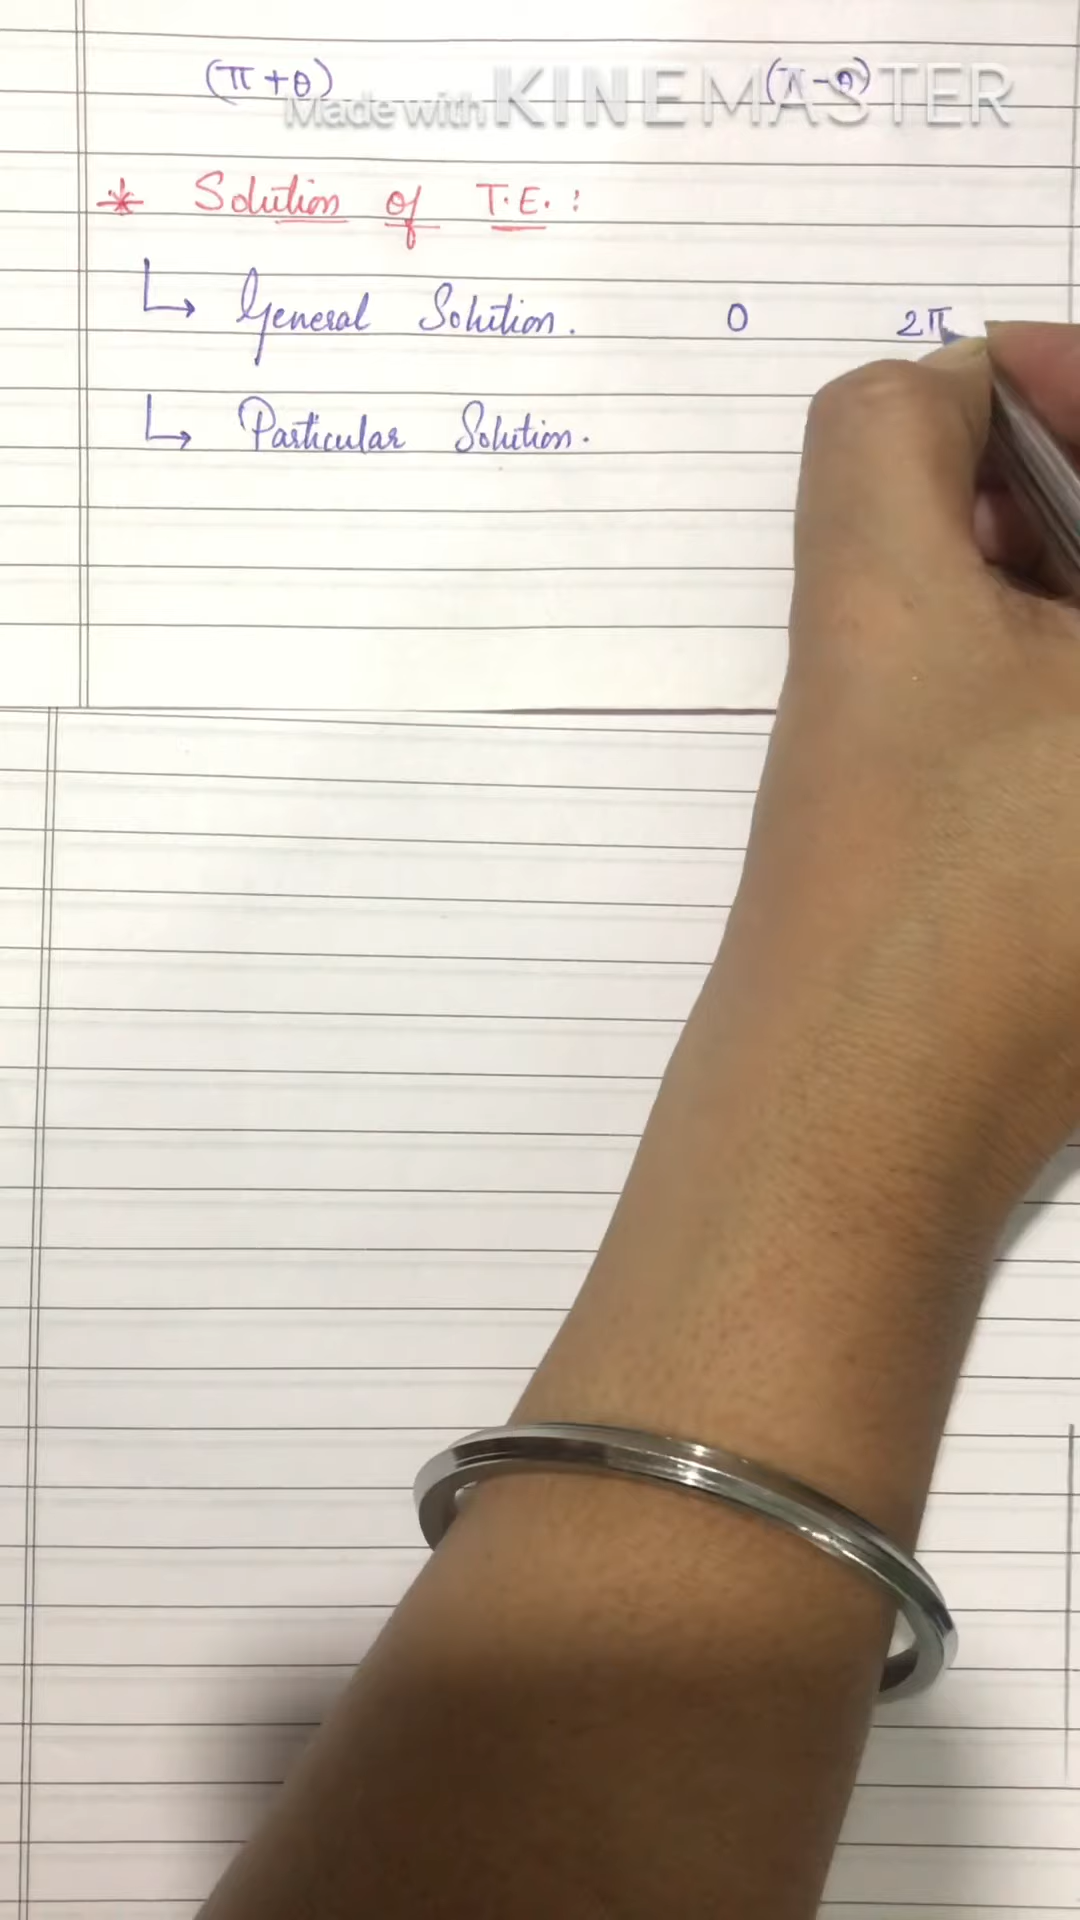 (π+θ) (π-θ)
Made with KINEMASTER
* Solution of T.E. :
↳ General Solution. 0 2π
↳ Particular Solution.